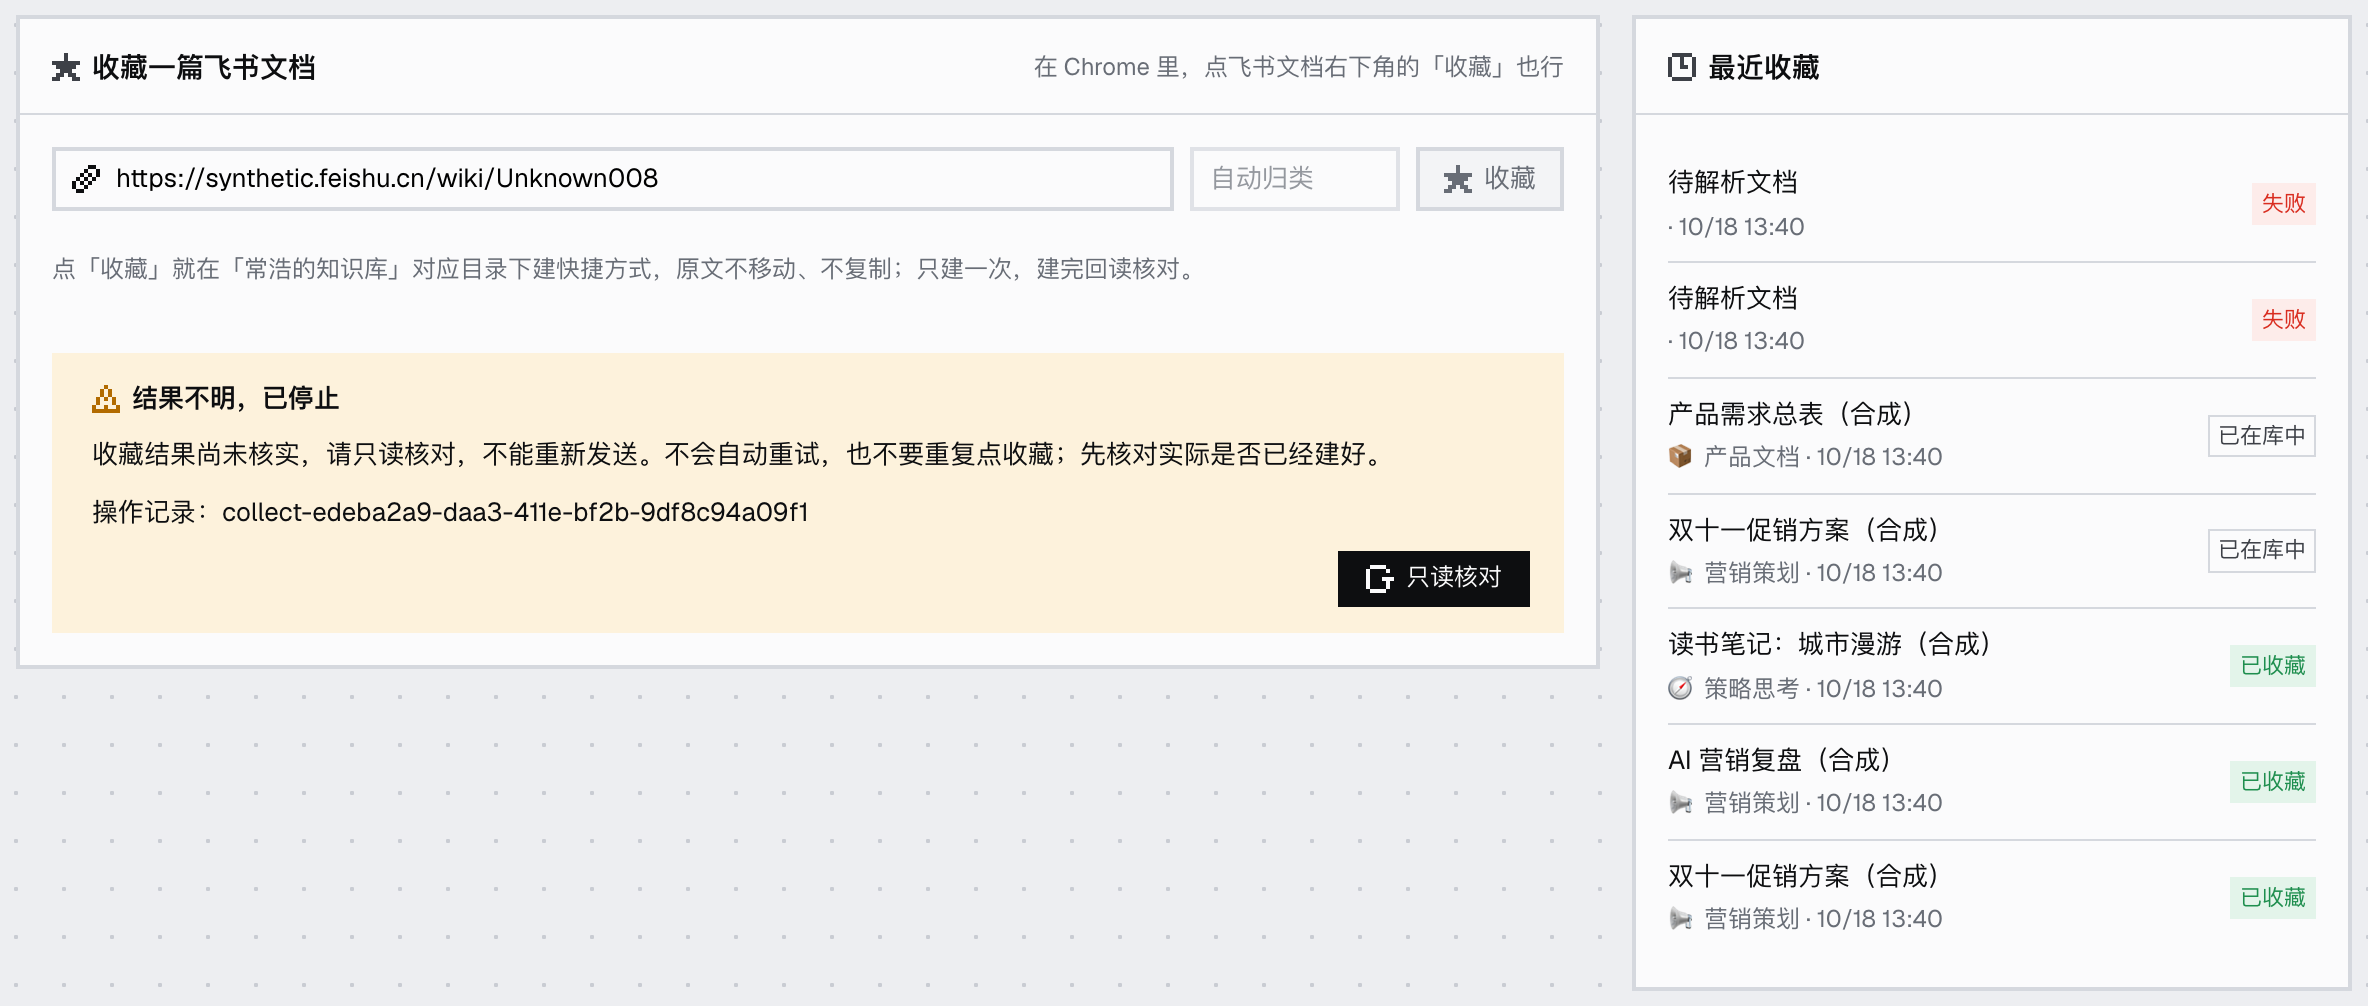 收藏一篇飞书文档
在 Chrome 里，点飞书文档右下角的「收藏」也行
https://synthetic.feishu.cn/wiki/Unknown008
自动归类
收藏
点「收藏」就在「常浩的知识库」对应目录下建快捷方式，原文不移动、不复制；只建一次，建完回读核对。
结果不明，已停止
收藏结果尚未核实，请只读核对，不能重新发送。不会自动重试，也不要重复点收藏；先核对实际是否已经建好。
操作记录：collect-edeba2a9-daa3-411e-bf2b-9df8c94a09f1
只读核对
最近收藏
待解析文档
· 10/18 13:40
失败
待解析文档
· 10/18 13:40
失败
产品需求总表（合成）
产品文档 · 10/18 13:40
已在库中
双十一促销方案（合成）
营销策划 · 10/18 13:40
已在库中
读书笔记：城市漫游（合成）
策略思考 · 10/18 13:40
已收藏
AI 营销复盘（合成）
营销策划 · 10/18 13:40
已收藏
双十一促销方案（合成）
营销策划 · 10/18 13:40
已收藏